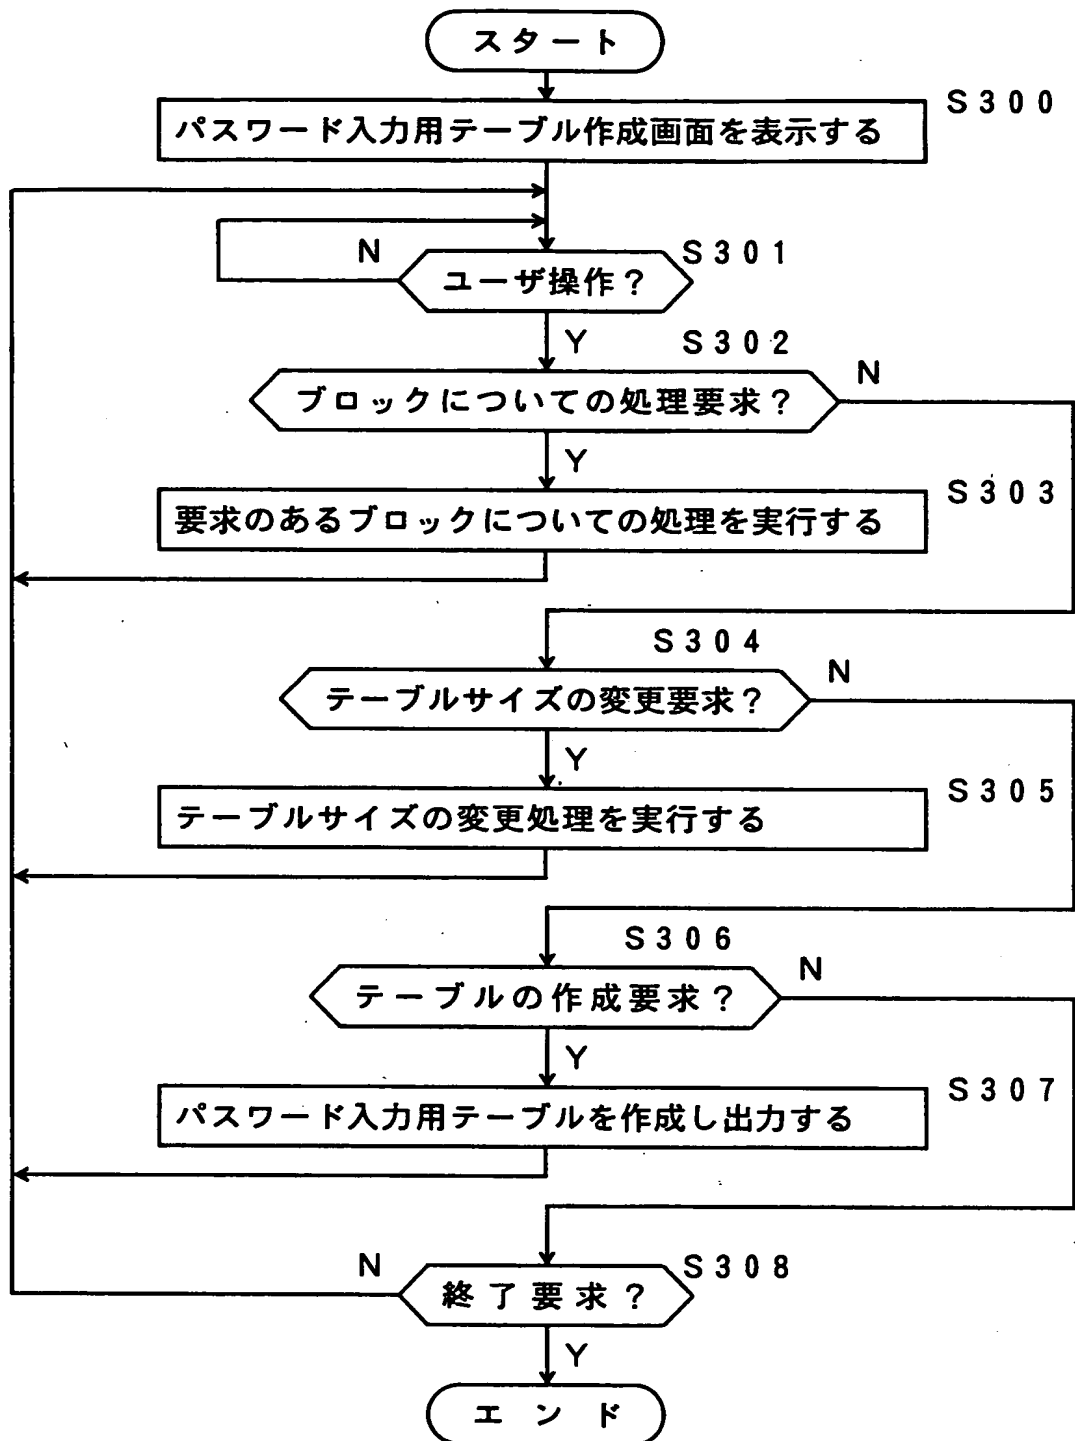 スタート
S300
パスワード入力用テーブル作成画面を表示する
N
S301
ユーザ操作？
Y
S302
N
ブロックについての処理要求？
Y
S303
要求のあるブロックについての処理を実行する
S304
N
テーブルサイズの変更要求？
Y
S305
テーブルサイズの変更処理を実行する
S306
N
テーブルの作成要求？
Y
S307
パスワード入力用テーブルを作成し出力する
N
S308
終了要求？
Y
エンド